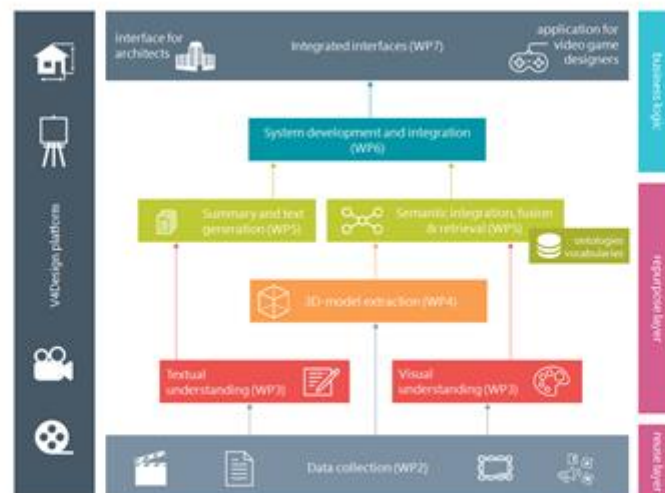 interface for
architects
Integrated interfaces (WP7)
application for
video game
designers
business logic
System development and integration
(WP6)
V4Design platform
Summary and text
generation (WP5)
Semantic integration, fusion
& retrieval (WP5)
ontologies
vocabularies
repurpose layer
3D-model extraction (WP4)
Textual
understanding (WP3)
Visual
understanding (WP3)
Data collection (WP2)
reuse layer